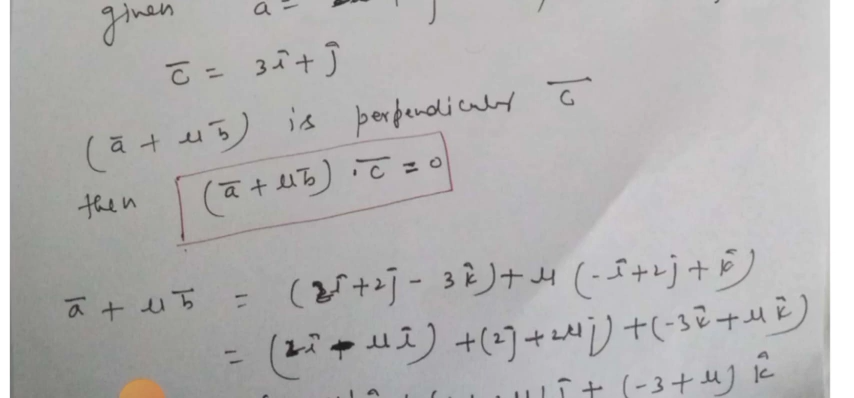 given a̅ =
c̅ = 3î + ĵ
(a̅ + μb̅) is perpendicular c̅
then (a̅ + μb̅) . c̅ = 0
a̅ + μb̅ = (2î + 2ĵ - 3k̂) + μ (-î + 2ĵ + k̂)
= (2î - μî) + (2ĵ + 2μĵ) + (-3k̂ + μk̂)
+ (-3 + μ) k̂